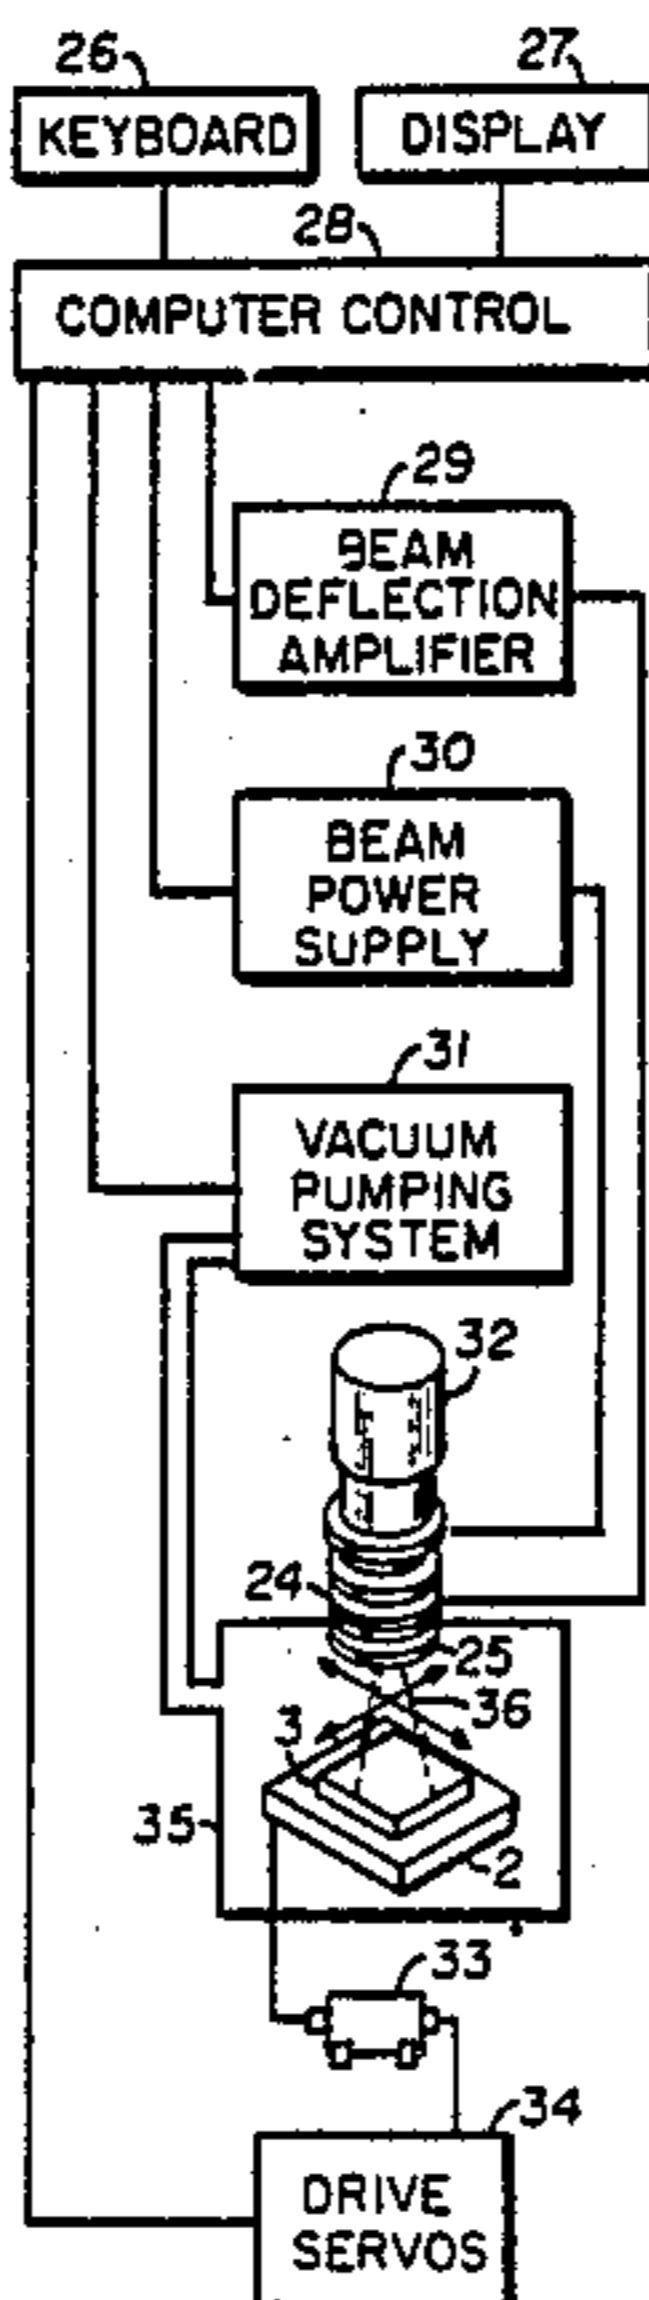 26
27
KEYBOARD
DISPLAY
28
COMPUTER CONTROL
29
BEAM
DEFLECTION
AMPLIFIER
30
BEAM
POWER
SUPPLY
31
VACUUM
PUMPING
SYSTEM
32
24
25
36
3
35
2
33
34
DRIVE
SERVOS